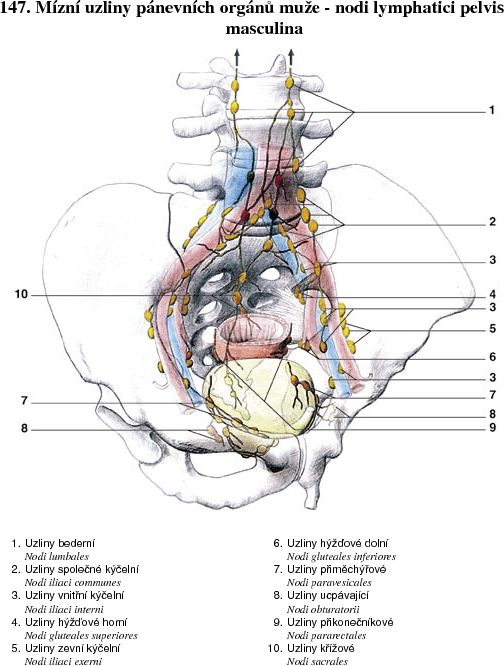 147. Mízní uzliny pánevních orgánů muže - nodi lymphatici pelvis
masculina
1
2
3
10
4
3
5
6
3
7
7
8
8
9
1. Uzliny bederní
Nodi lumbales
2. Uzliny společné kýčelní
Nodi iliaci communes
3. Uzliny vnitřní kýčelní
Nodi iliaci interni
4. Uzliny hýžďové horní
Nodi gluteales superiores
5. Uzliny zevní kýčelní
Nodi iliaci exerni
6. Uzliny hýžďové dolní
Nodi gluteales inferiores
7. Uzliny přiměchýřové
Nodi paravesicales
8. Uzliny ucpávající
Nodi obturatorii
9. Uzliny přikonečníkové
Nodi pararectales
10. Uzliny křížové
Nodi sacrales